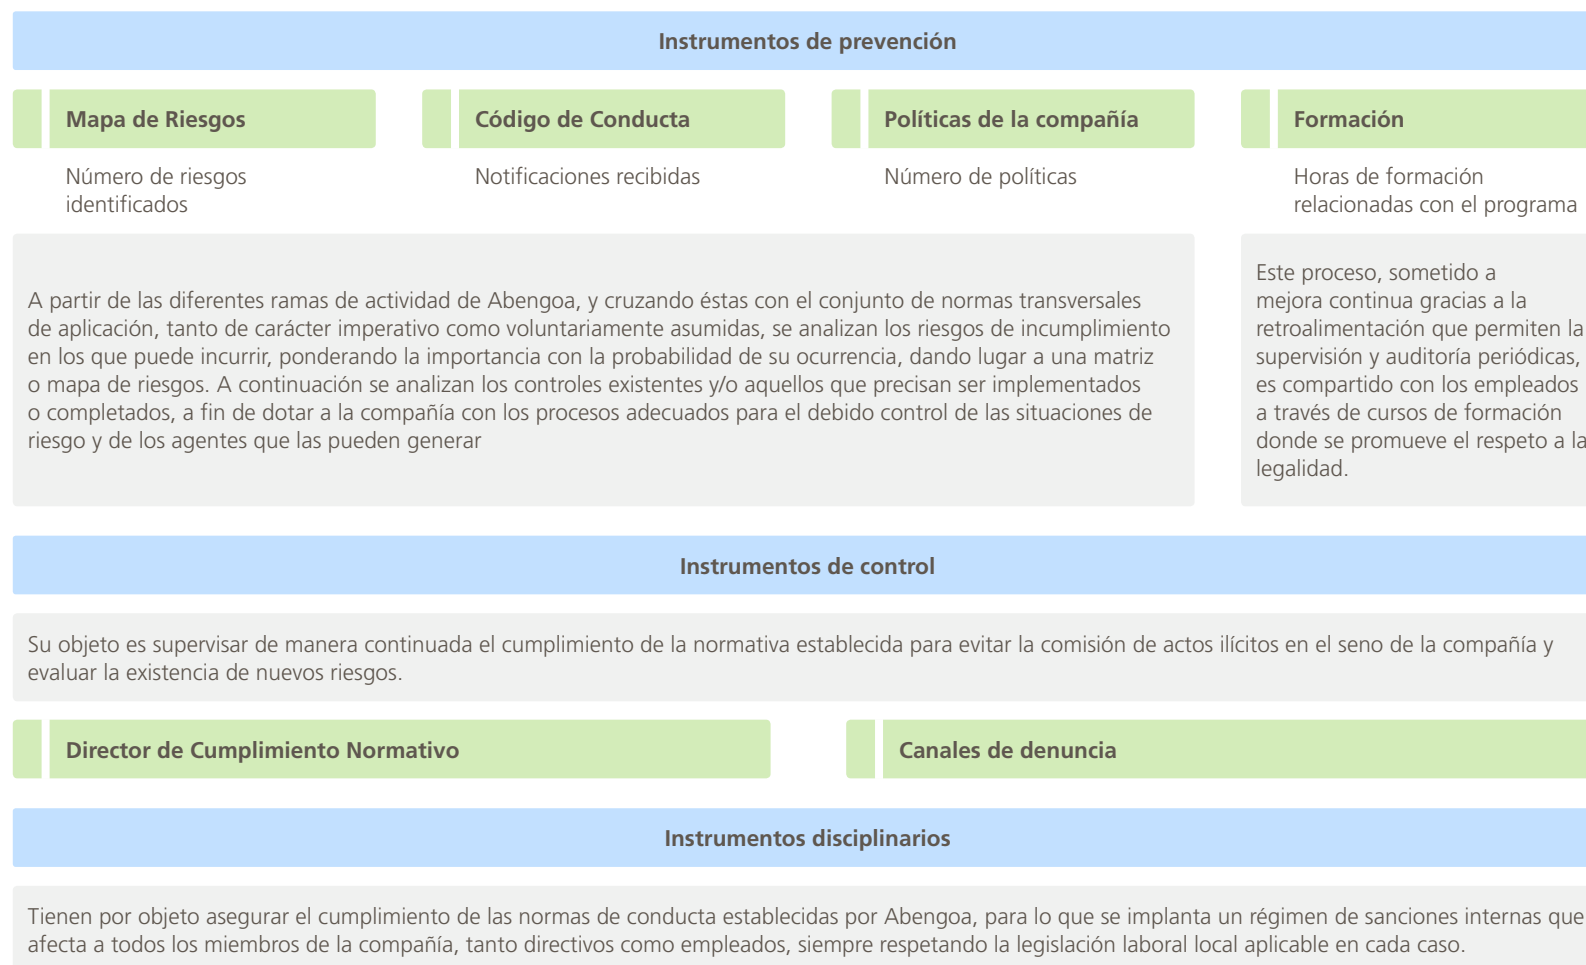 Instrumentos de prevención
Mapa de Riesgos
Código de Conducta
Políticas de la compañía
Formación
Número de riesgos
identificados
Notificaciones recibidas
Número de políticas
Horas de formación
relacionadas con el programa
A partir de las diferentes ramas de actividad de Abengoa, y cruzando éstas con el conjunto de normas transversales
de aplicación, tanto de carácter imperativo como voluntariamente asumidas, se analizan los riesgos de incumplimiento
en los que puede incurrir, ponderando la importancia con la probabilidad de su ocurrencia, dando lugar a una matriz
o mapa de riesgos. A continuación se analizan los controles existentes y/o aquellos que precisan ser implementados
o completados, a fin de dotar a la compañía con los procesos adecuados para el debido control de las situaciones de
riesgo y de los agentes que las pueden generar
Este proceso, sometido a
mejora continua gracias a la
retroalimentación que permiten la
supervisión y auditoría periódicas,
es compartido con los empleados
a través de cursos de formación
donde se promueve el respeto a la
legalidad.
Instrumentos de control
Su objeto es supervisar de manera continuada el cumplimiento de la normativa establecida para evitar la comisión de actos ilícitos en el seno de la compañía y
evaluar la existencia de nuevos riesgos.
Director de Cumplimiento Normativo
Canales de denuncia
Instrumentos disciplinarios
Tienen por objeto asegurar el cumplimiento de las normas de conducta establecidas por Abengoa, para lo que se implanta un régimen de sanciones internas que
afecta a todos los miembros de la compañía, tanto directivos como empleados, siempre respetando la legislación laboral local aplicable en cada caso.